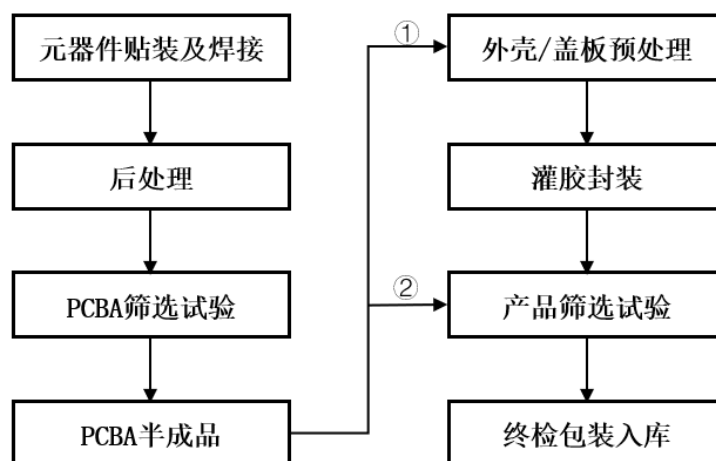 元器件贴装及焊接
后处理
PCBA筛选试验
PCBA半成品
①
②
外壳/盖板预处理
灌胶封装
产品筛选试验
终检包装入库